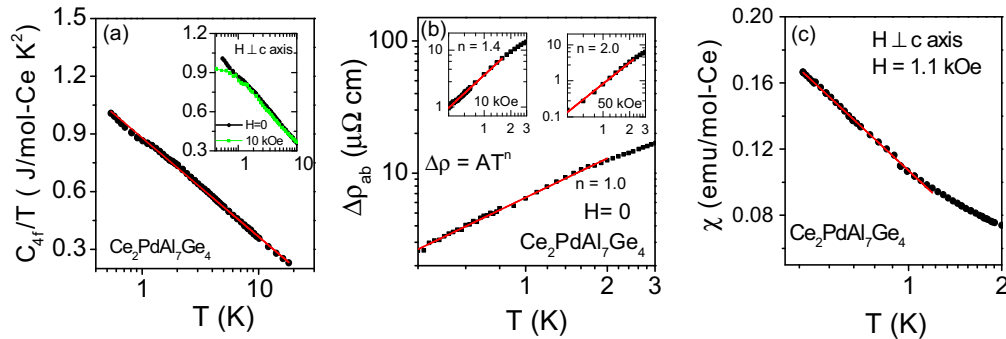 (a)
C₄f/T ( J/mol-Ce K²)
1.5
1.2
0.9
0.6
0.3
1
10
T (K)
Ce₂PdAl₇Ge₄
H ⊥ c axis
1.2
0.9
0.6
0.3
1
10
H=0
10 kOe
(b)
Δρab (μΩ cm)
100
10
1
2
3
T (K)
Δρ = ATⁿ
n = 1.0
H= 0
Ce₂PdAl₇Ge₄
n = 1.4
10
1
10 kOe
1
2
3
n = 2.0
10
1
0.1
50 kOe
1
2
3
(c)
χ (emu/mol-Ce)
0.20
0.16
0.12
0.08
1
2
T (K)
H ⊥ c axis
H = 1.1 kOe
Ce₂PdAl₇Ge₄